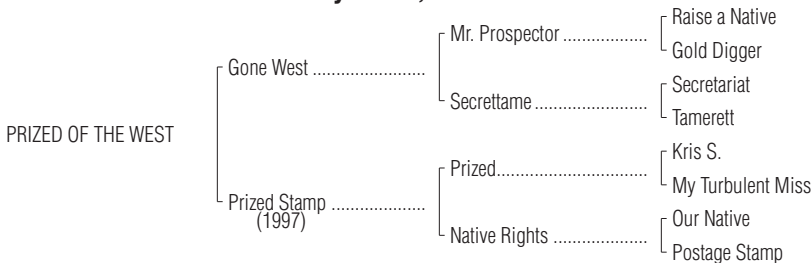 Raise a Native
Mr. Prospector ..................
Gold Digger
Gone West ........................
Secretariat
Secrettame........................
Tamerett
PRIZED OF THE WEST
Kris S.
Prized................................
My Turbulent Miss
Prized Stamp ....................
(1997)
Our Native
Native Rights ....................
Postage Stamp